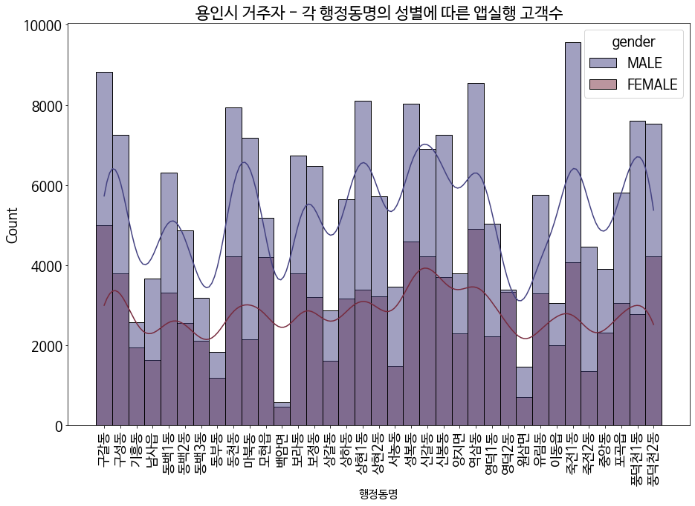 용인시 거주자 - 각 행정동명의 성별에 따른 앱실행 고객수
gender
MALE
FEMALE
Count
10000
8000
6000
4000
2000
0
구갈동
구성동
기흥동
남사읍
동백1동
동백2동
동백3동
동부동
동천동
마북동
모현읍
백암면
보라동
보정동
상갈동
상하동
상현1동
상현2동
서농동
성복동
신갈동
신봉동
양지면
역삼동
영덕1동
영덕2동
원삼면
유림동
이동읍
죽전1동
죽전2동
중앙동
포곡읍
풍덕천1동
풍덕천2동
행정동명